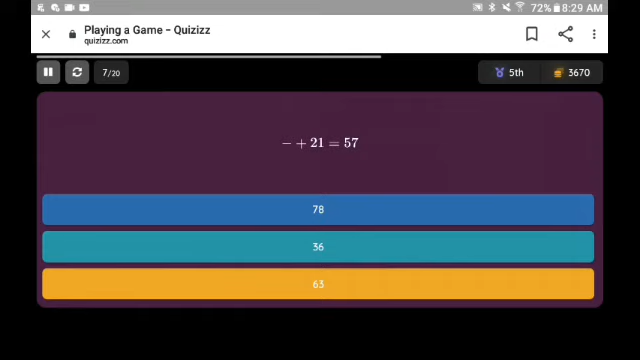 72% 8:29 AM
Playing a Game - Quizizz
quizizz.com
7/20
5th
3670
− + 21 = 57
78
36
63